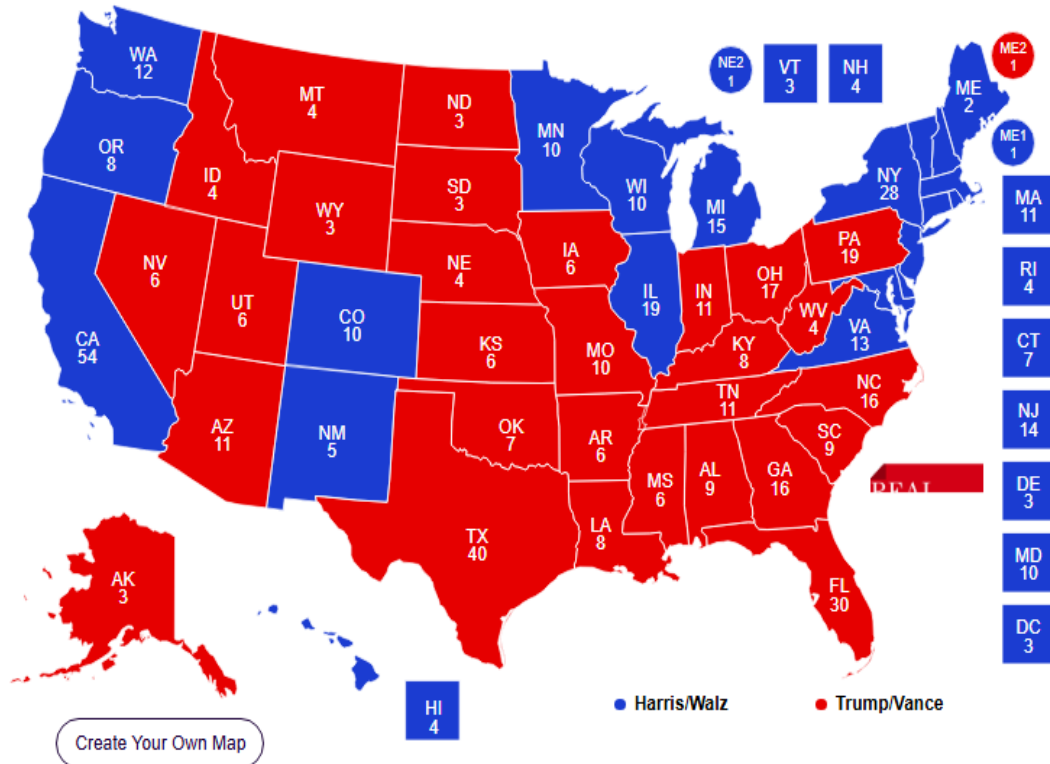 WA
12
OR
8
CA
54
NV
6
ID
4
MT
4
WY
3
UT
6
AZ
11
CO
10
NM
5
ND
3
SD
3
NE
4
KS
6
OK
7
TX
40
MN
10
IA
6
MO
10
AR
6
LA
8
WI
10
IL
19
MI
15
IN
11
OH
17
KY
8
TN
11
MS
6
AL
9
GA
16
FL
30
SC
9
NC
16
VA
13
WV
4
PA
19
NY
28
ME
2
NE2
1
VT
3
NH
4
ME2
1
ME1
1
MA
11
RI
4
CT
7
NJ
14
DE
3
MD
10
DC
3
REAL
AK
3
HI
4
Harris/Walz
Trump/Vance
Create Your Own Map